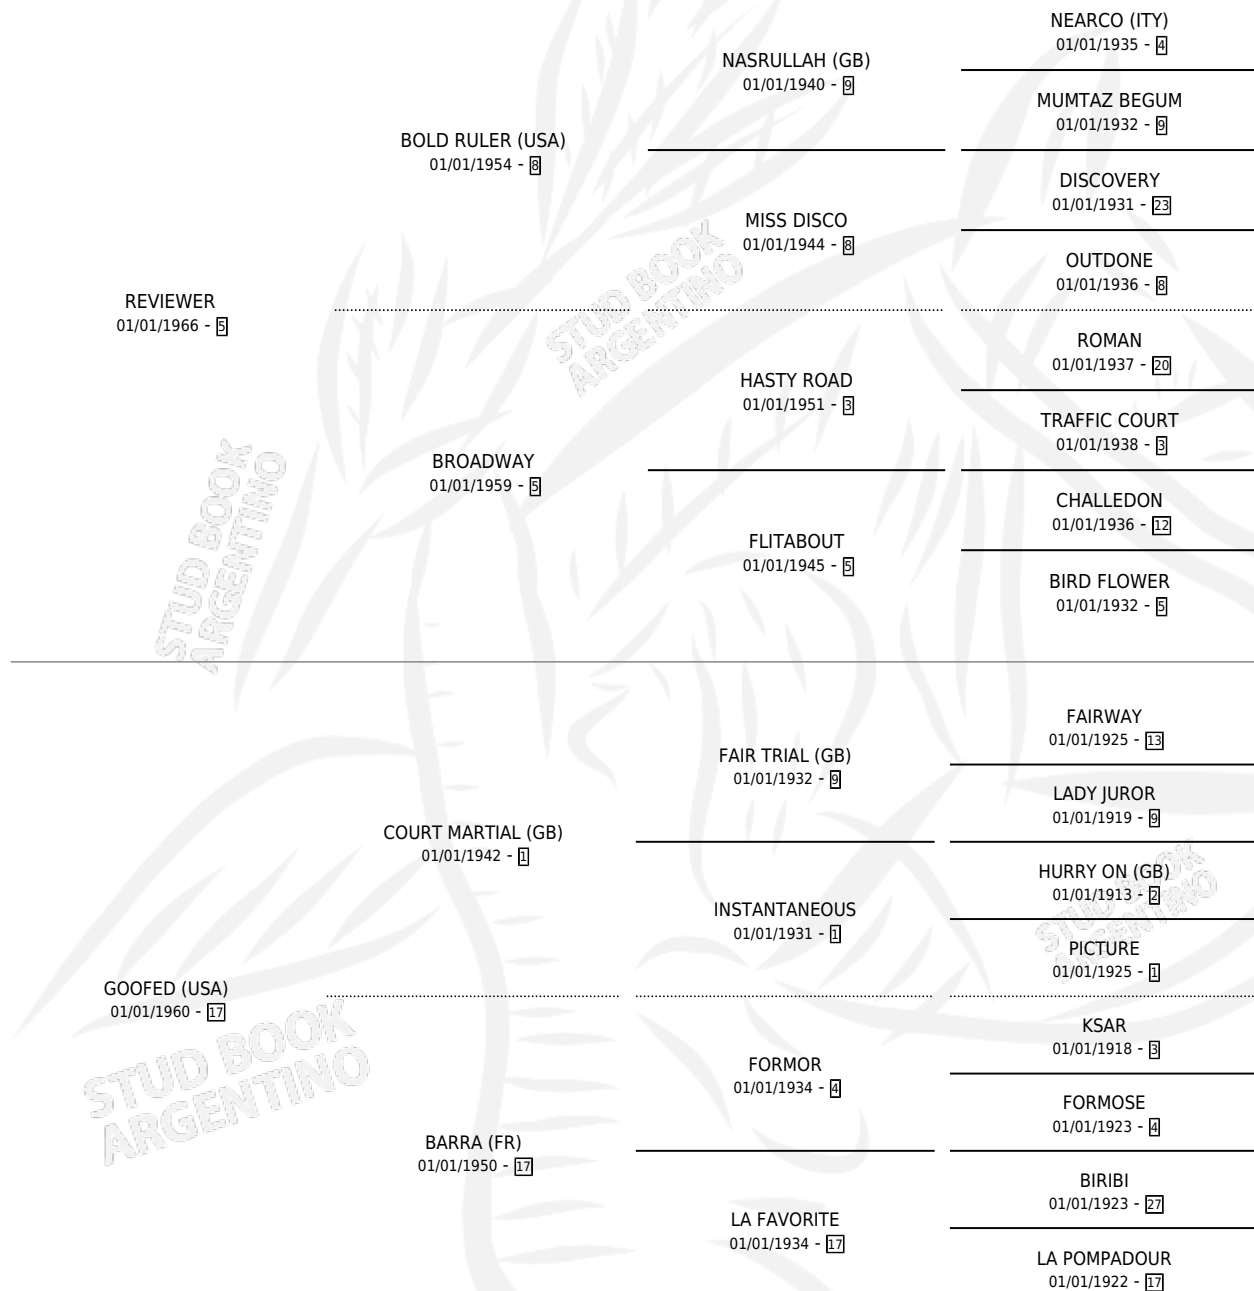 NEARCO (ITY)
01/01/1935 - 4
NASRULLAH (GB)
01/01/1940 - 9
MUMTAZ BEGUM
01/01/1932 - 9
BOLD RULER (USA)
01/01/1954 - 8
DISCOVERY
01/01/1931 - 23
MISS DISCO
01/01/1944 - 8
OUTDONE
01/01/1936 - 8
REVIEWER
01/01/1966 - 5
ROMAN
01/01/1937 - 20
HASTY ROAD
01/01/1951 - 3
TRAFFIC COURT
01/01/1938 - 3
BROADWAY
01/01/1959 - 5
CHALLEDON
01/01/1936 - 12
FLITABOUT
01/01/1945 - 5
BIRD FLOWER
01/01/1932 - 5
FAIRWAY
01/01/1925 - 13
FAIR TRIAL (GB)
01/01/1932 - 9
LADY JUROR
01/01/1919 - 9
COURT MARTIAL (GB)
01/01/1942 - 1
HURRY ON (GB)
01/01/1913 - 2
INSTANTANEOUS
01/01/1931 - 1
PICTURE
01/01/1925 - 1
GOOFED (USA)
01/01/1960 - 17
KSAR
01/01/1918 - 3
FORMOR
01/01/1934 - 4
FORMOSE
01/01/1923 - 4
BARRA (FR)
01/01/1950 - 17
BIRIBI
01/01/1923 - 27
LA FAVORITE
01/01/1934 - 17
LA POMPADOUR
01/01/1922 - 17
STUD BOOK
ARGENTINO
STUD BOOK
ARGENTINO
STUD BOOK
ARGENTINO
STUD BOOK
ARGENTINO